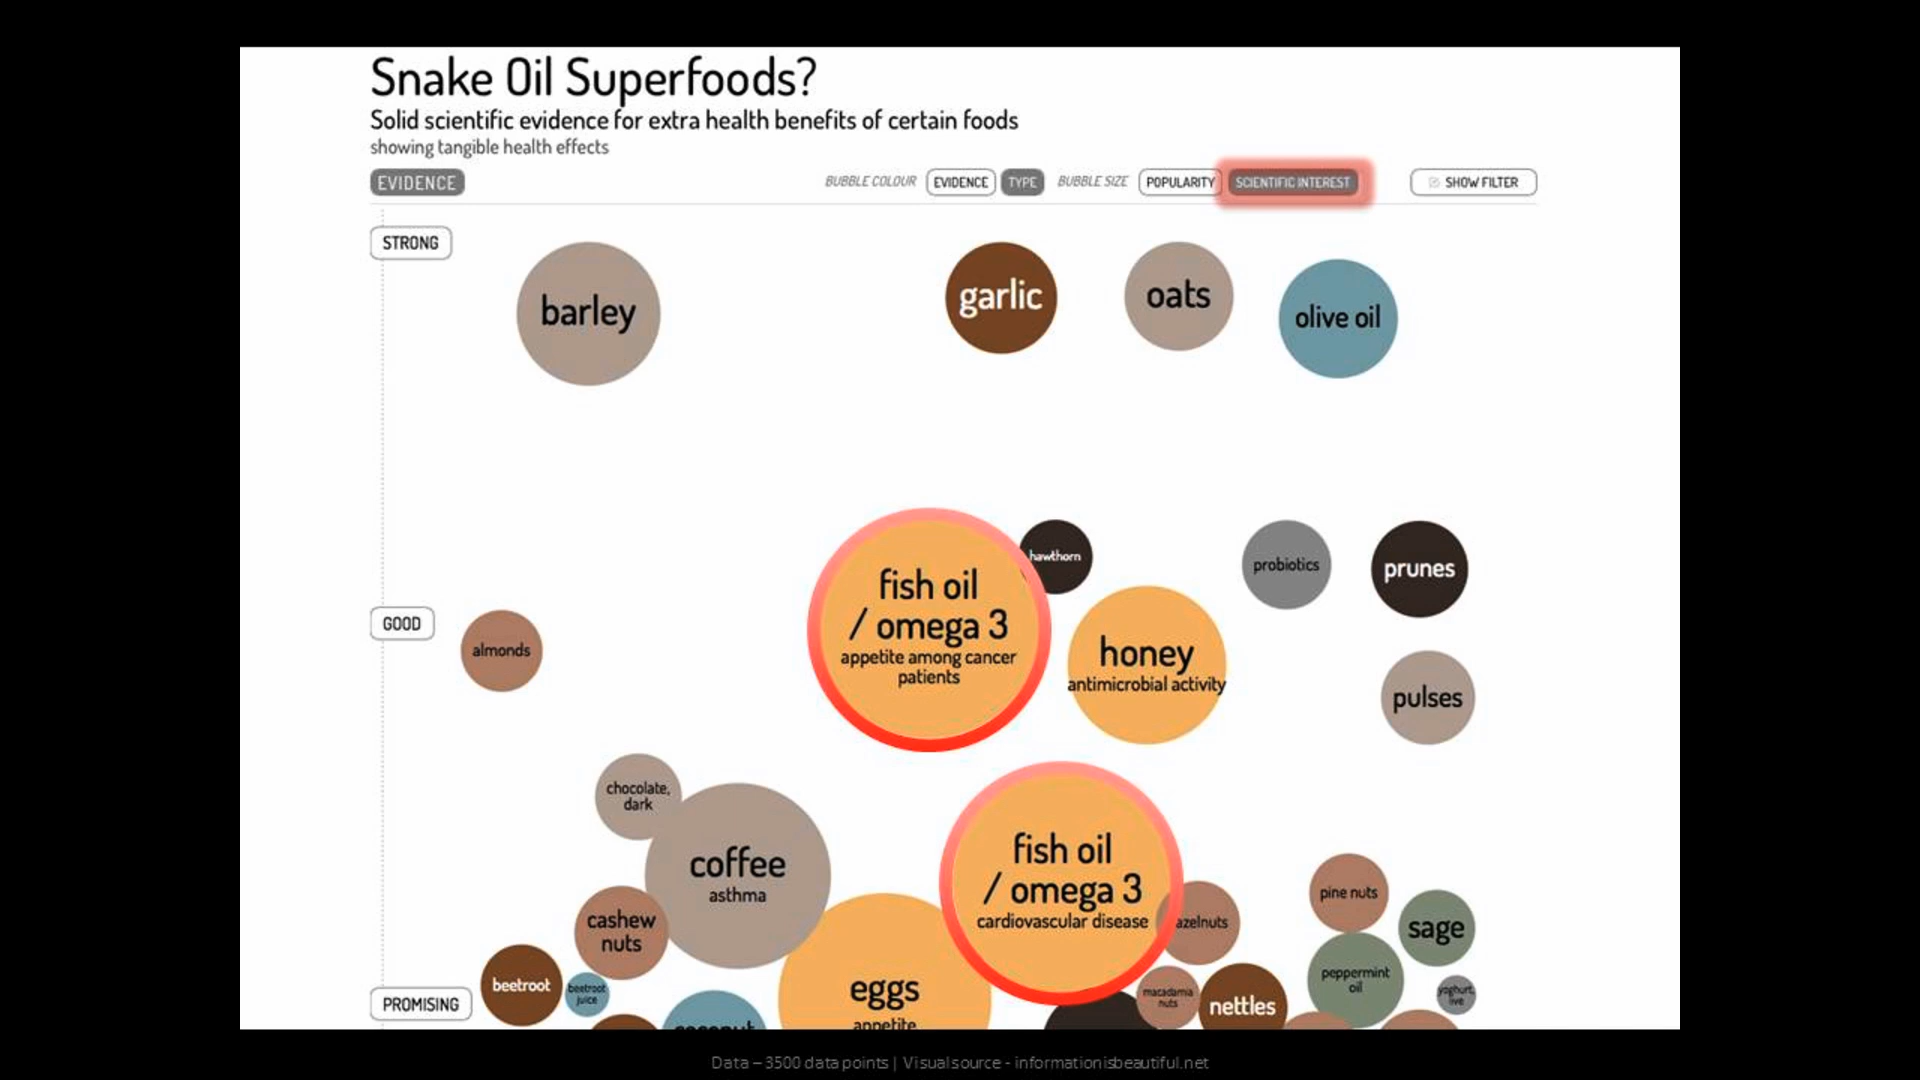 Snake Oil Superfoods?
Solid scientific evidence for extra health benefits of certain foods
showing tangible health effects
EVIDENCE
BUBBLE COLOUR EVIDENCE TYPE BUBBLE SIZE POPULARITY SCIENTIFIC INTEREST SHOW FILTER
STRONG
barley
garlic
oats
olive oil
fish oil
/ omega 3
appetite among cancer
patients
hawthorn
probiotics
prunes
GOOD
almonds
honey
antimicrobial activity
pulses
chocolate,
dark
coffee
asthma
fish oil
/ omega 3
cardiovascular disease
azelnuts
pine nuts
sage
cashew
nuts
beetroot
beetroot
juice
eggs
appetite
macadamia
nuts
nettles
peppermint
oil
yoghurt,
live
PROMISING
coconut
Data – 3500 data points | Visual source - informationisbeautiful.net